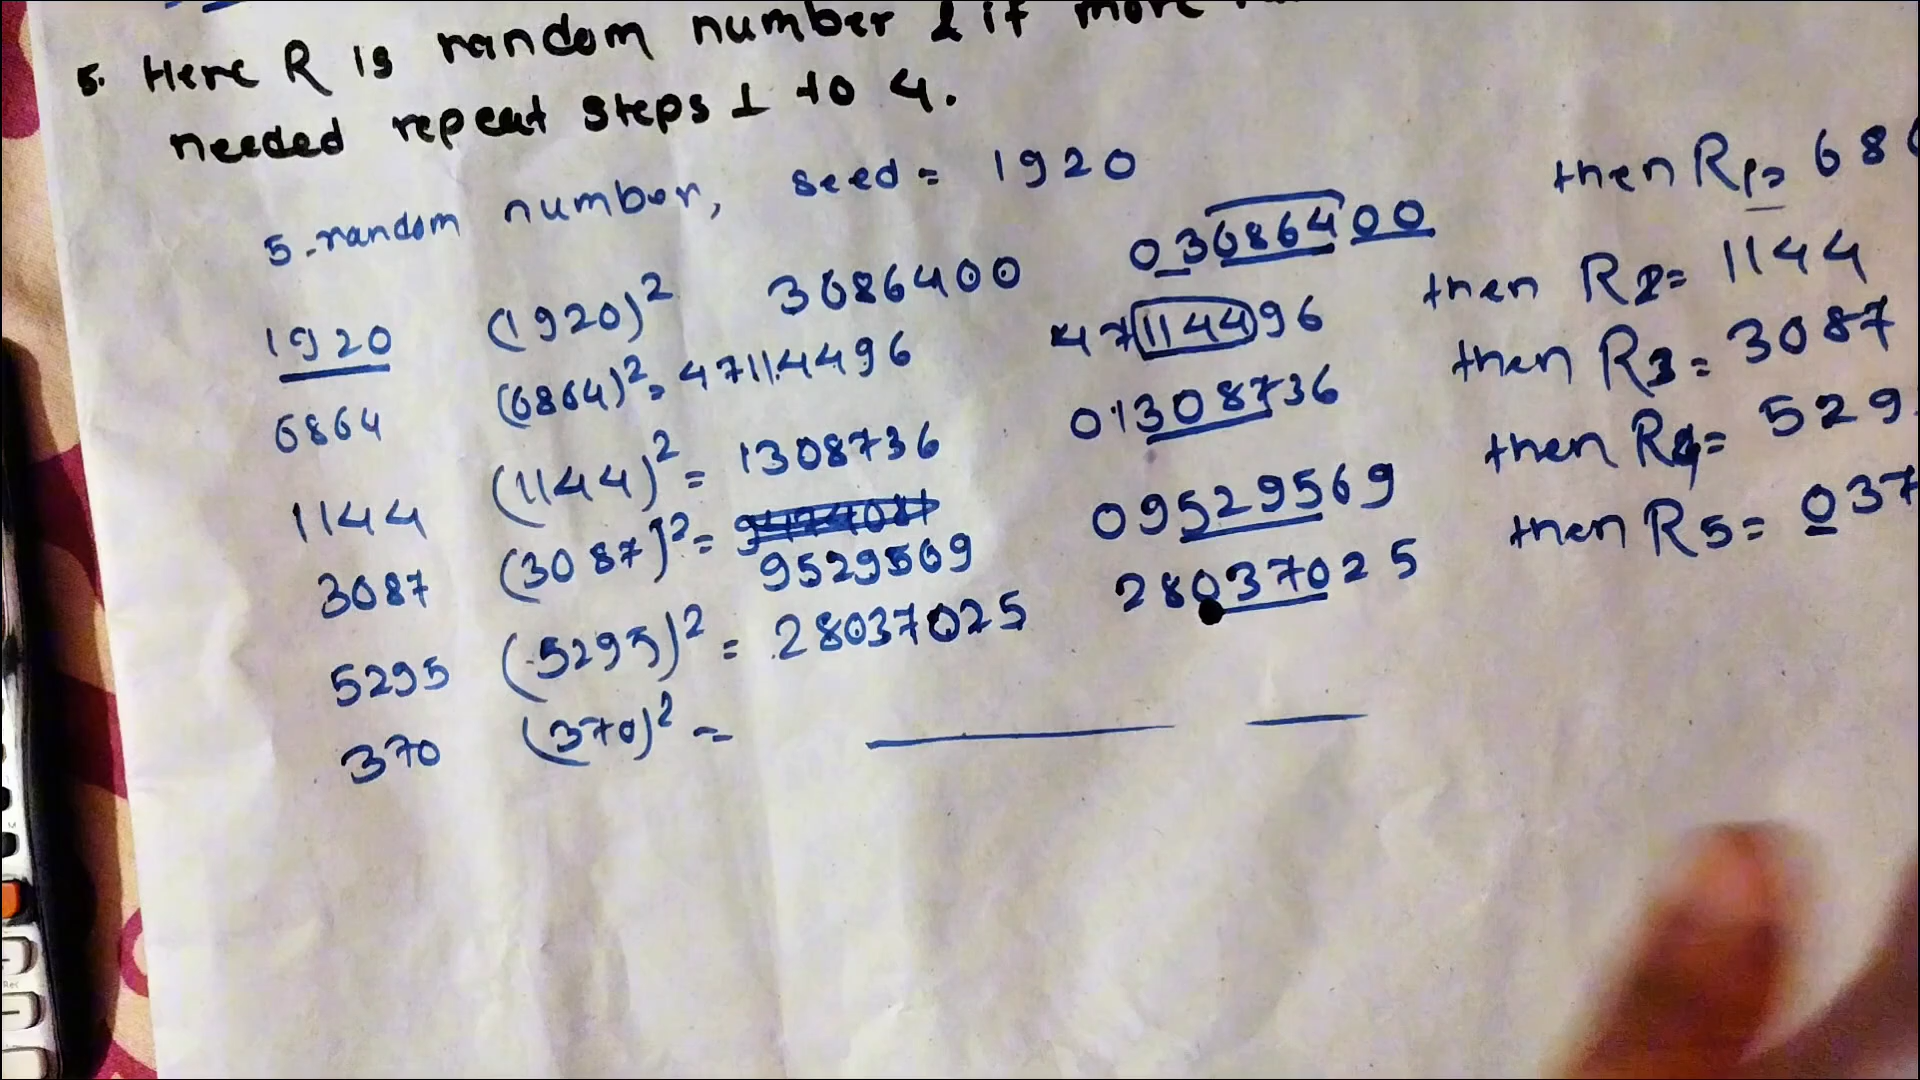 5. Here R is random number & if more
needed repeat steps 1 to 4.
5-random number, seed = 1920
1920 (1920)² 3686400 03686400 then R1= 686
6864 (6864)² = 47114496 47114496 then R2= 1144
1144 (1144)² = 1308736 01308736 then R3= 3087
3087 (3087)² = 9529569 09529569 then R4= 529
5295 (5295)² = 28037025 28037025 then R5= 037
370 (370)² =